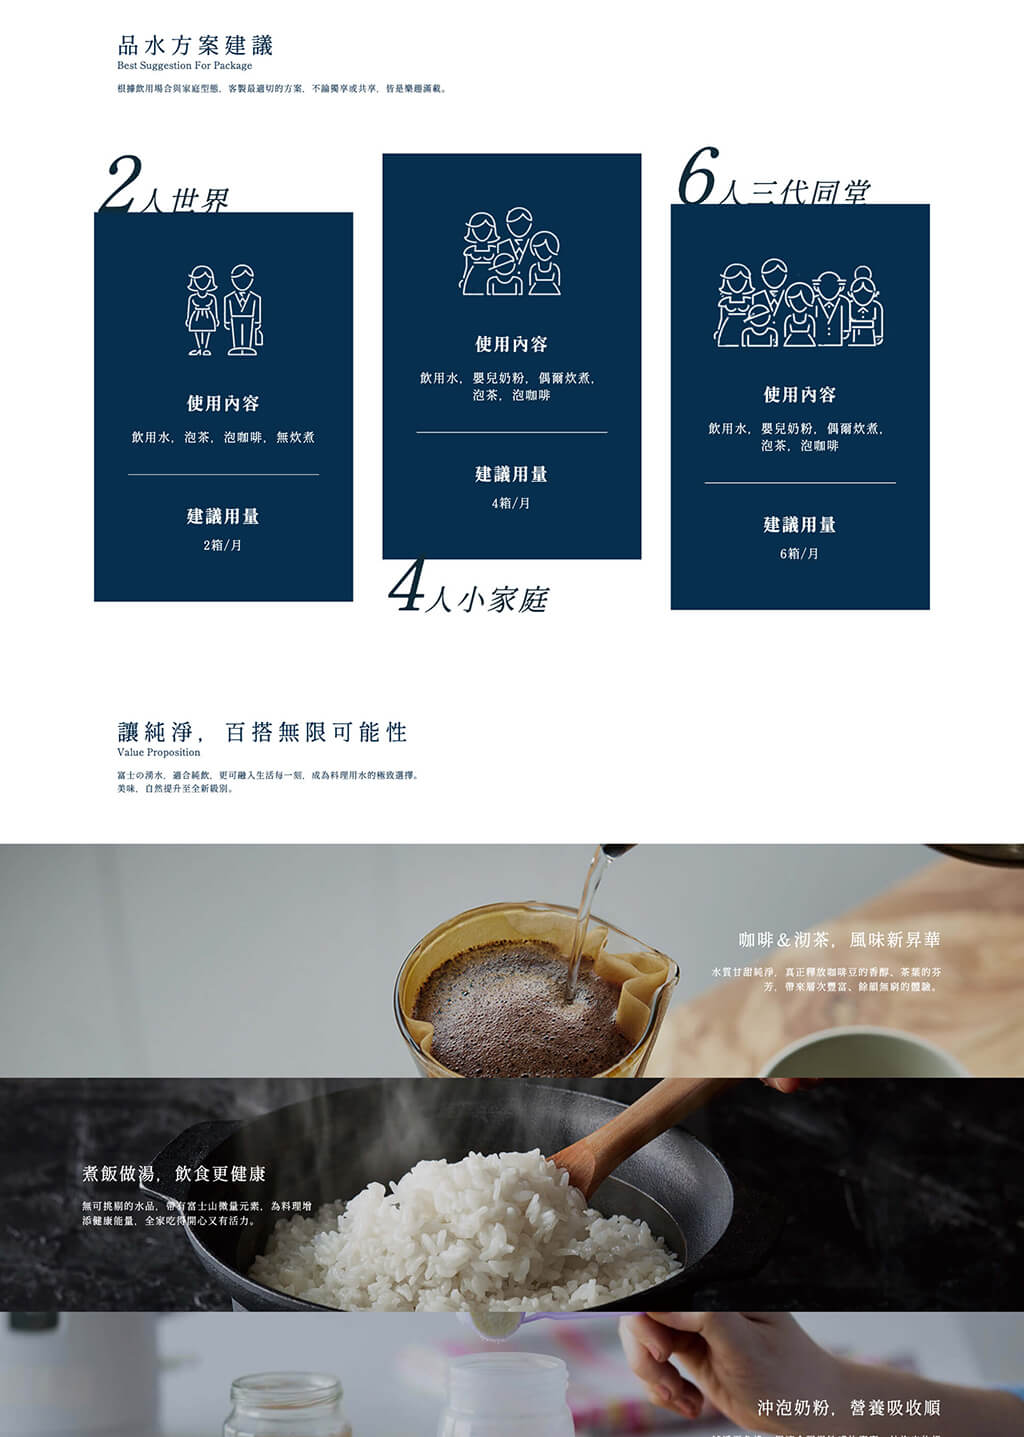 品水方案建議
Best Suggestion For Package
根據飲用場合與家庭型態，客製最適切的方案，不論獨享或共享，皆是樂趣滿載。
2人世界
使用內容
飲用水，泡茶，泡咖啡，無炊煮
建議用量
2箱/月
使用內容
飲用水，嬰兒奶粉，偶爾炊煮，
泡茶，泡咖啡
建議用量
4箱/月
4人小家庭
6人三代同堂
使用內容
飲用水，嬰兒奶粉，偶爾炊煮，
泡茶，泡咖啡
建議用量
6箱/月
讓純淨，百搭無限可能性
Value Proposition
富士の湧水，適合純飲，更可融入生活每一刻，成為料理用水的極致選擇。
美味，自然提升至全新級別。
咖啡＆沏茶，風味新昇華
水質甘甜純淨，真正釋放咖啡豆的香醇、茶葉的芬
芳，帶來層次豐富、餘韻無窮的體驗。
煮飯做湯，飲食更健康
無可挑剔的水品，帶有富士山微量元素，為料理增
添健康能量，全家吃得開心又有活力。
沖泡奶粉，營養吸收順